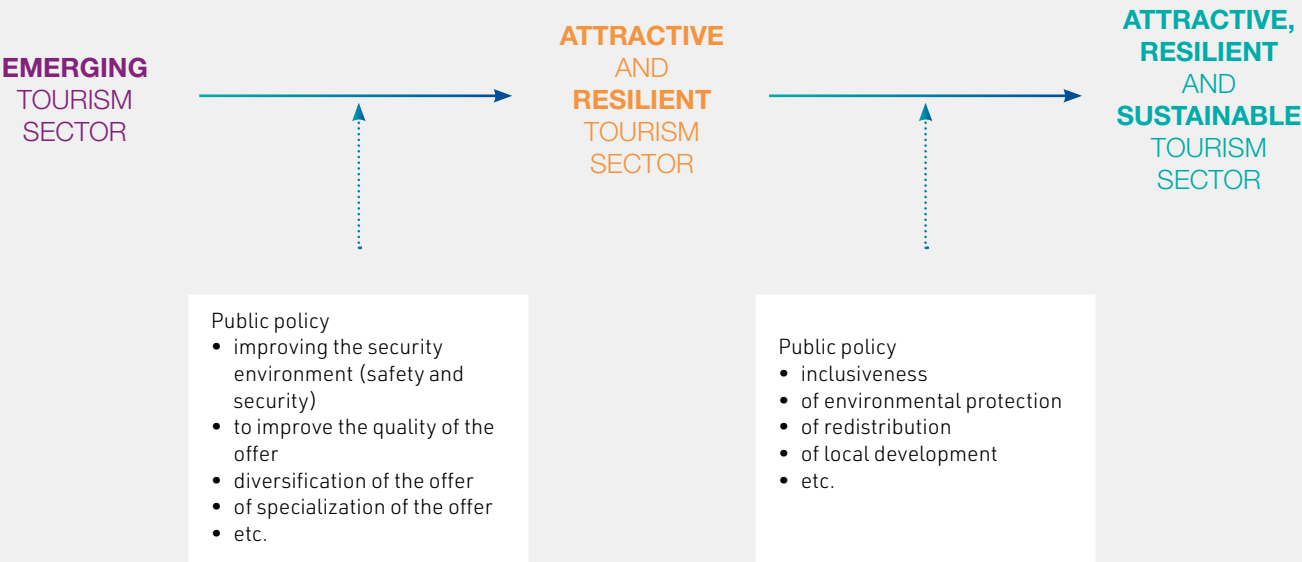 EMERGING
TOURISM
SECTOR
ATTRACTIVE
AND
RESILIENT
TOURISM
SECTOR
ATTRACTIVE,
RESILIENT
AND
SUSTAINABLE
TOURISM
SECTOR
Public policy
• improving the security
environment (safety and
security)
• to improve the quality of the
offer
• diversification of the offer
• of specialization of the offer
• etc.
Public policy
• inclusiveness
• of environmental protection
• of redistribution
• of local development
• etc.